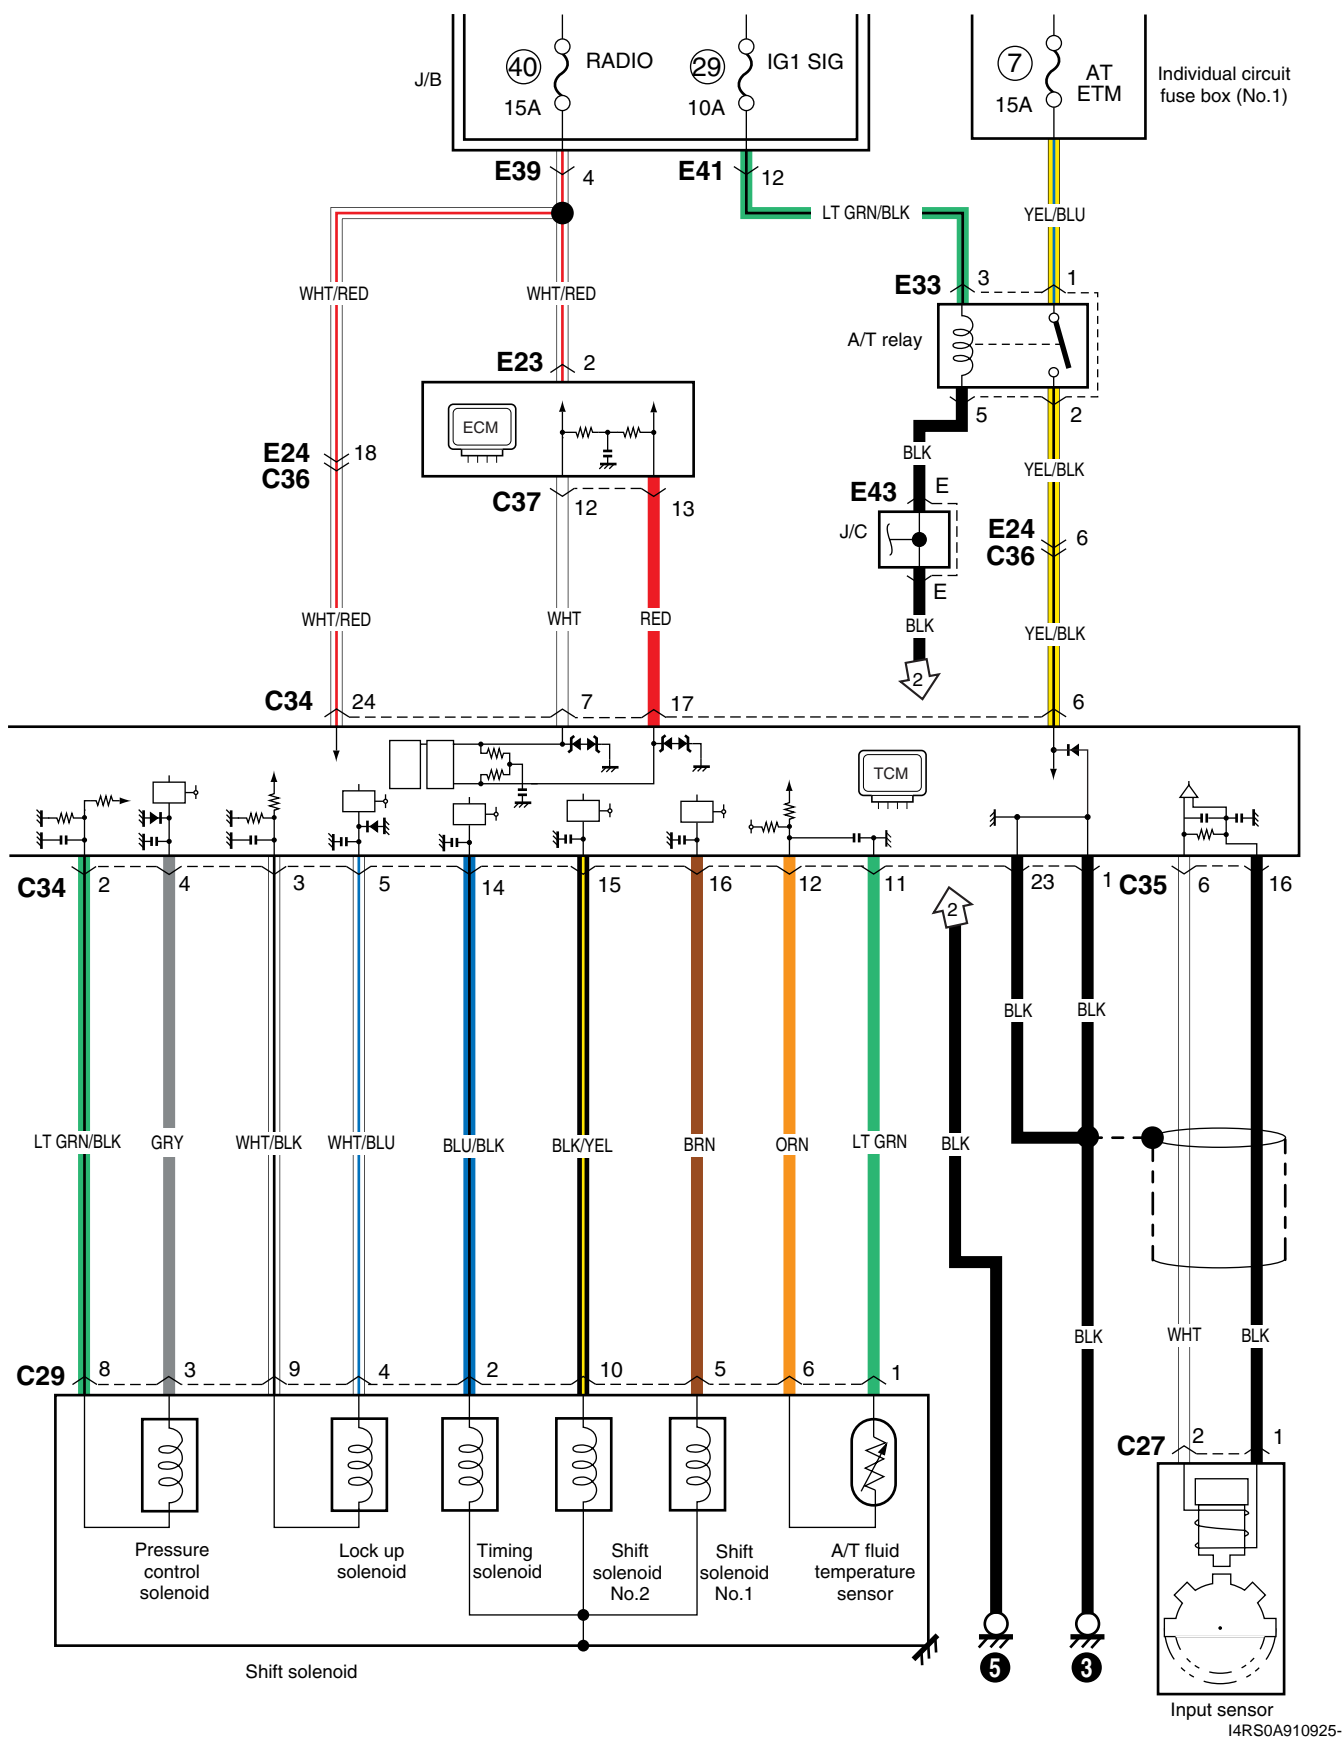 40 RADIO 29 IG1 SIG 7 AT
J/B ETM Individual circuit
15A 10A 15A fuse box (No.1)
E39 4 E41 12
LT GRN/BLK YEL/BLU
WHT/RED WHT/RED E33 3 1
A/T relay
E23 2
5 2
ECM
E24 18 BLK YEL/BLK
C36
C37 12 13 E43 E
J/C E24 6
C36
E
WHT/RED WHT RED BLK YEL/BLK
2
C34 24 7 17 6
TCM
C34 2 4 3 5 14 15 16 12 11 23 1 C35 6 16
2
BLK BLK
LT GRN/BLK GRY WHT/BLK WHT/BLU BLU/BLK BLK/YEL BRN ORN LT GRN BLK
BLK WHT BLK
C29 8 3 9 4 2 10 5 6 1
C27 2 1
Pressure Lock up Timing Shift Shift A/T fluid
control solenoid solenoid solenoid solenoid temperature
solenoid No.2 No.1 sensor
Shift solenoid 5 3
Input sensor
I4RS0A910925-